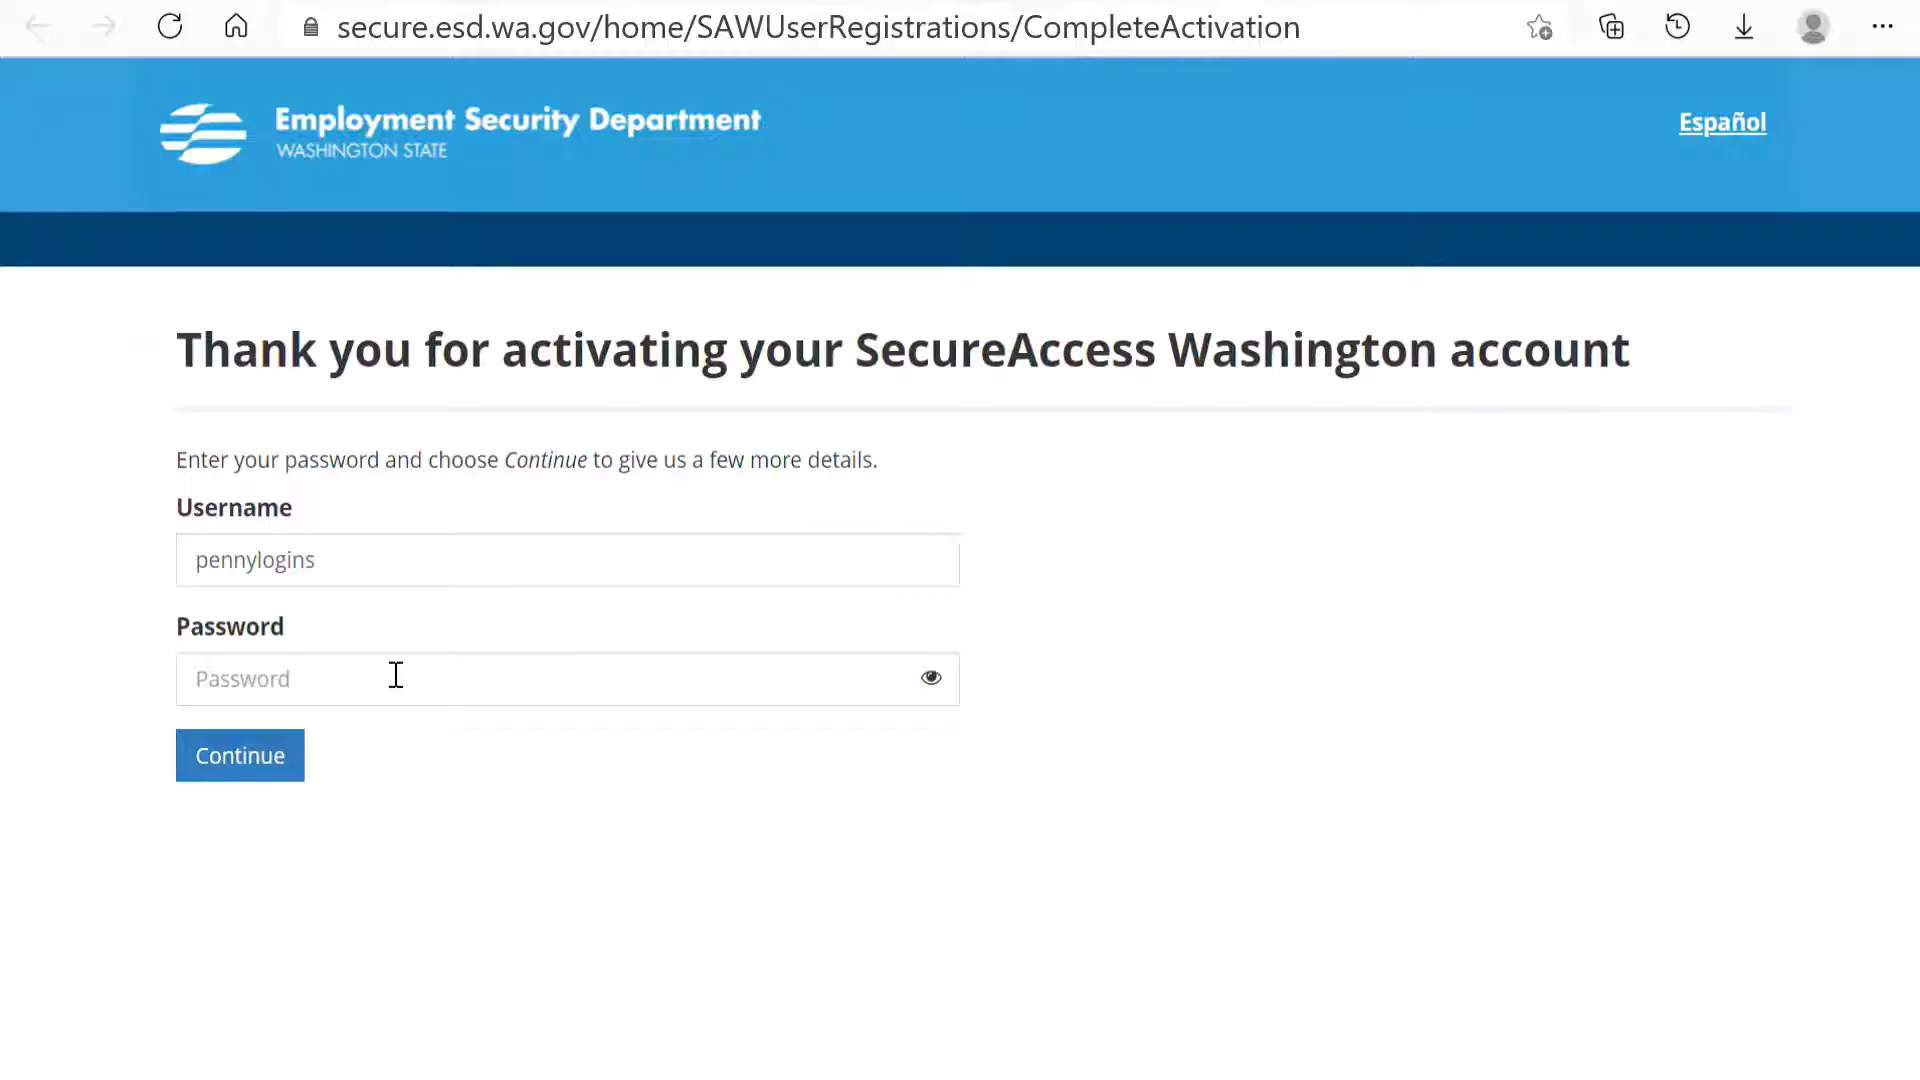 secure.esd.wa.gov/home/SAWUserRegistrations/CompleteActivation
Employment Security Department
WASHINGTON STATE
Español
Thank you for activating your SecureAccess Washington account
Enter your password and choose Continue to give us a few more details.
Username
pennylogins
Password
Password
Continue